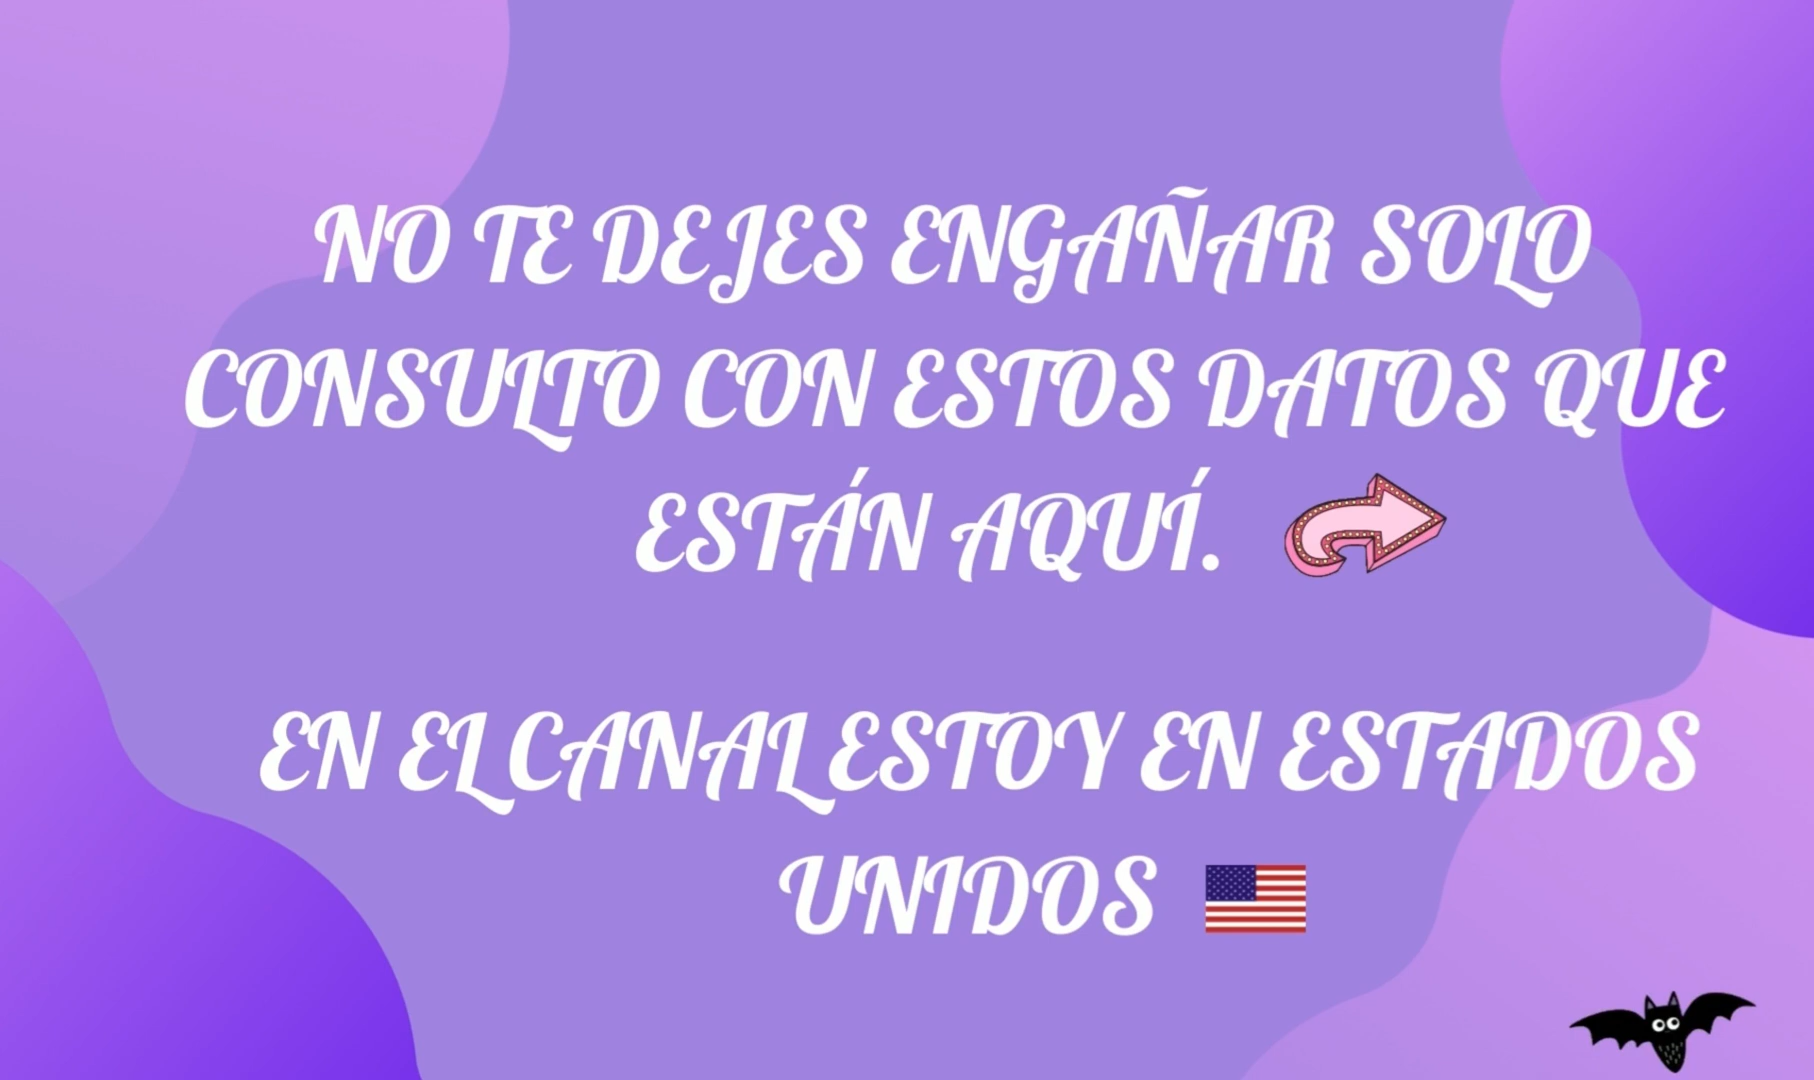 NO TE DEJES ENGAÑAR SOLO
CONSULTO CON ESTOS DATOS QUE
ESTÁN AQUÍ.
EN EL CANAL ESTOY EN ESTADOS
UNIDOS